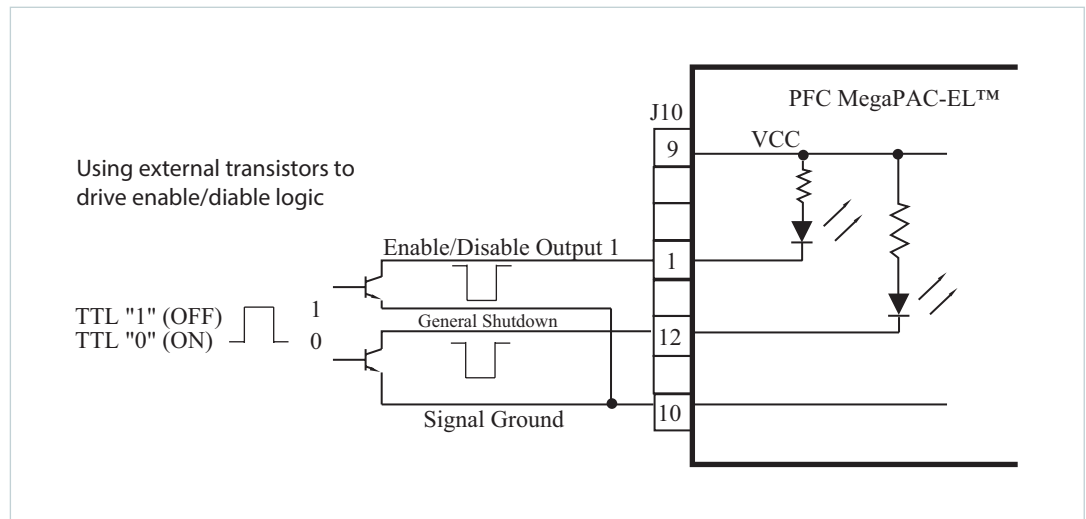 PFC MegaPAC-EL™
J10
9
VCC
Using external transistors to
drive enable/diable logic
Enable/Disable Output 1
1
TTL "1" (OFF)
1
General Shutdown
TTL "0" (ON)
0
12
10
Signal Ground